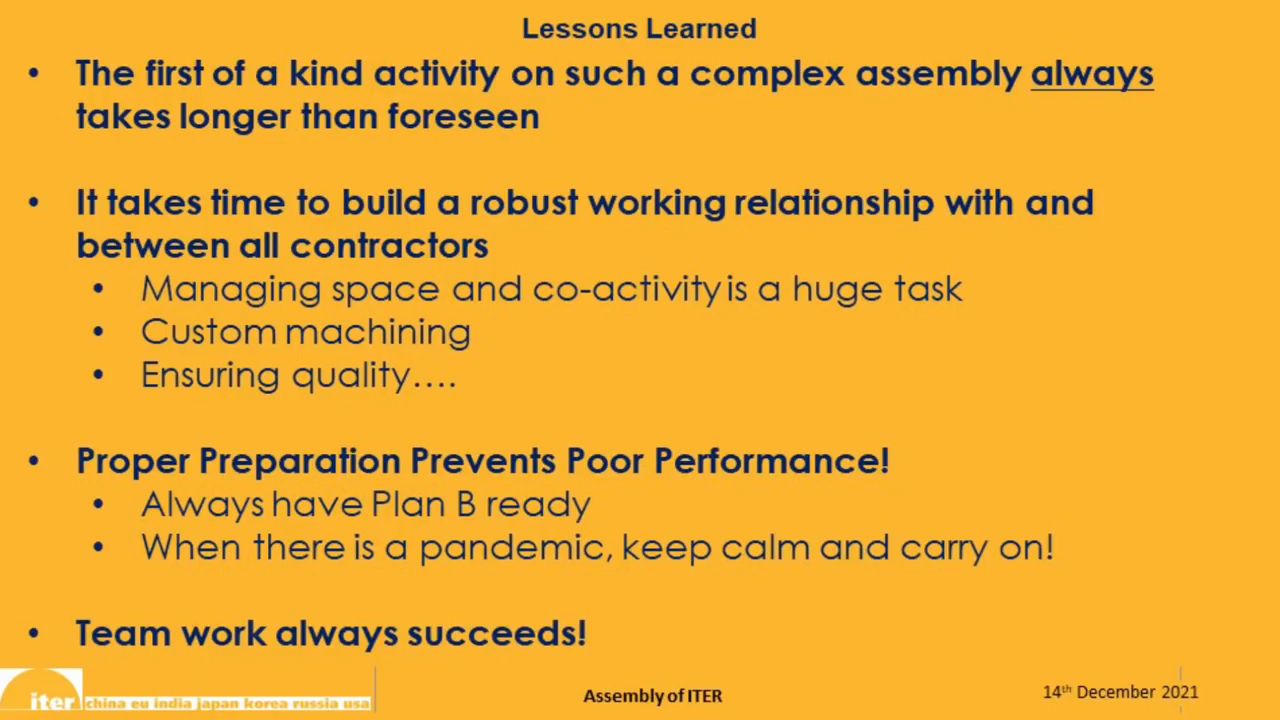 Lessons Learned
• The first of a kind activity on such a complex assembly always
takes longer than foreseen
• It takes time to build a robust working relationship with and
between all contractors
• Managing space and co-activity is a huge task
• Custom machining
• Ensuring quality….
• Proper Preparation Prevents Poor Performance!
• Always have Plan B ready
• When there is a pandemic, keep calm and carry on!
• Team work always succeeds!
iter china eu india japan korea russia usa
Assembly of ITER
14th December 2021